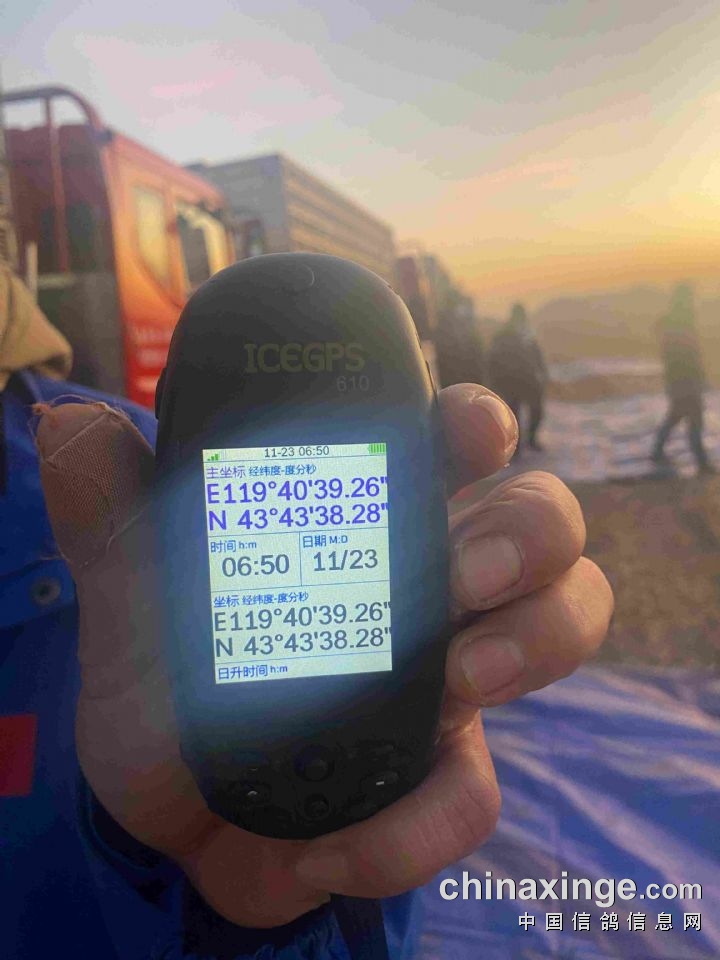 ICEGPS
610
11-23 06:50
主坐标 经纬度-度分秒
E119°40'39.26"
N 43°43'38.28"
时间 h:m
日期 M:D
06:50
11/23
坐标 经纬度-度分秒
E119°40'39.26"
N 43°43'38.28"
日升时间 h:m
chinaxinge.com
中国信鸽信息网